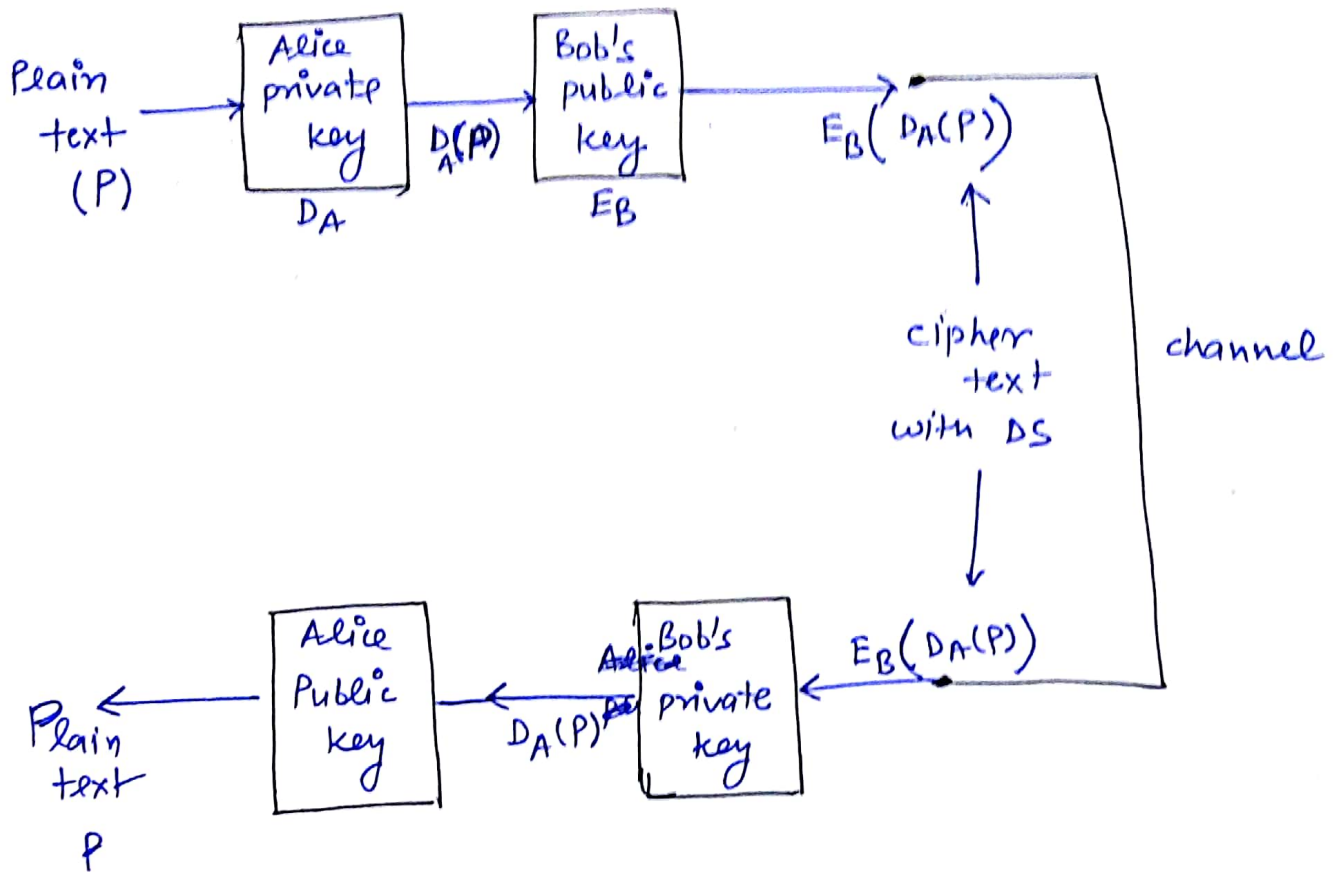 Plain
text
(P)
Alice
private
key
DA
DA(P)
Bob's
public
key
EB
EB(DA(P))
cipher
text
with DS
channel
EB(DA(P))
Bob's
private
key
DA(P)
Alice
Public
key
Plain
text
P